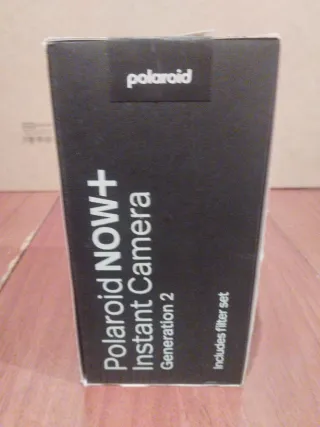 polaroid
Polaroid NOW+
Instant Camera
Generation 2
Includes filter set